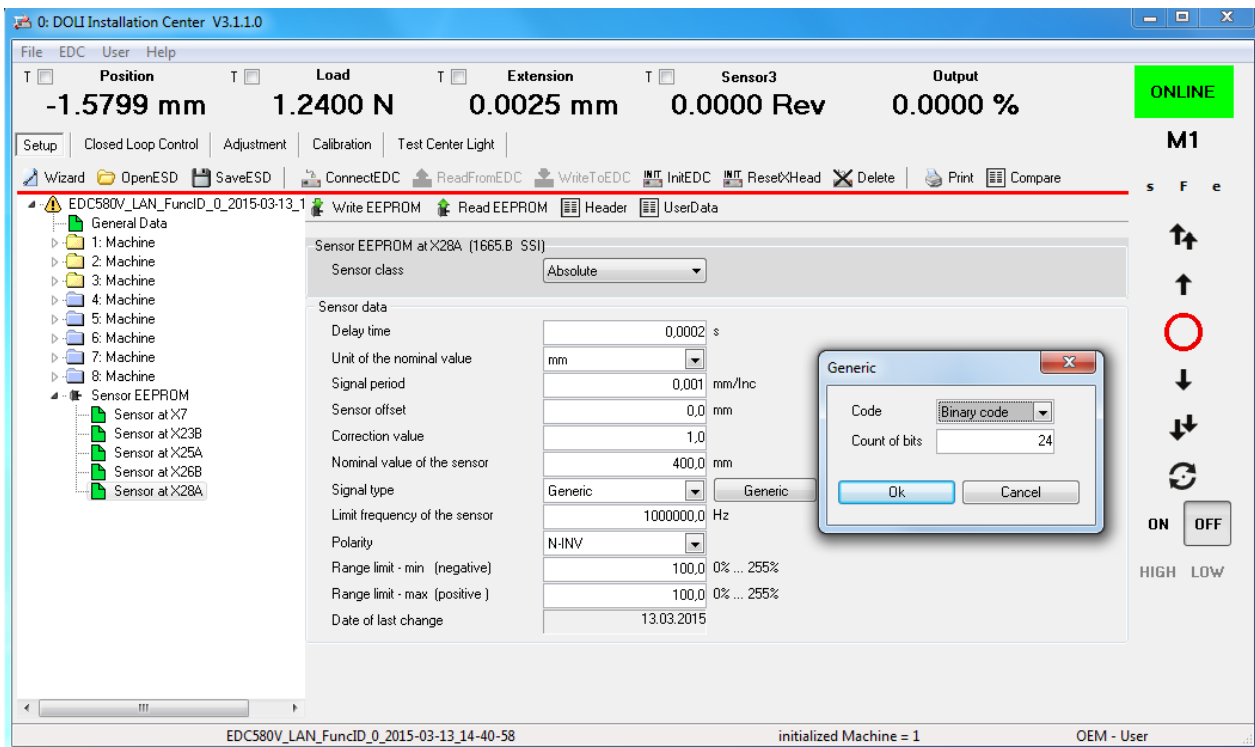 0: DOLI Installation Center V3.1.1.0
File EDC User Help
T Position T Load T Extension T Sensor3 Output
-1.5799 mm 1.2400 N 0.0025 mm 0.0000 Rev 0.0000 %
ONLINE
M1
Setup Closed Loop Control Adjustment Calibration Test Center Light
Wizard OpenESD SaveESD ConnectEDC ReadFromEDC WriteToEDC INIT InitEDC INIT ResetXHead Delete Print Compare
s F e
EDC580V_LAN_FuncID_0_2015-03-13_1
General Data
1: Machine
2: Machine
3: Machine
4: Machine
5: Machine
6: Machine
7: Machine
8: Machine
Sensor EEPROM
Sensor at X7
Sensor at X23B
Sensor at X25A
Sensor at X26B
Sensor at X28A
Write EEPROM Read EEPROM Header UserData
Sensor EEPROM at X28A (1665.B SSI)
Sensor class Absolute
Sensor data
Delay time 0,0002 s
Unit of the nominal value mm
Signal period 0,001 mm/Inc
Sensor offset 0,0 mm
Correction value 1,0
Nominal value of the sensor 400,0 mm
Signal type Generic Generic
Limit frequency of the sensor 1000000,0 Hz
Polarity N-INV
Range limit - min (negative) 100,0 0% ... 255%
Range limit - max (positive ) 100,0 0% ... 255%
Date of last change 13.03.2015
Generic
Code Binary code
Count of bits 24
Ok Cancel
ON OFF
HIGH LOW
EDC580V_LAN_FuncID_0_2015-03-13_14-40-58 initialized Machine = 1 OEM - User